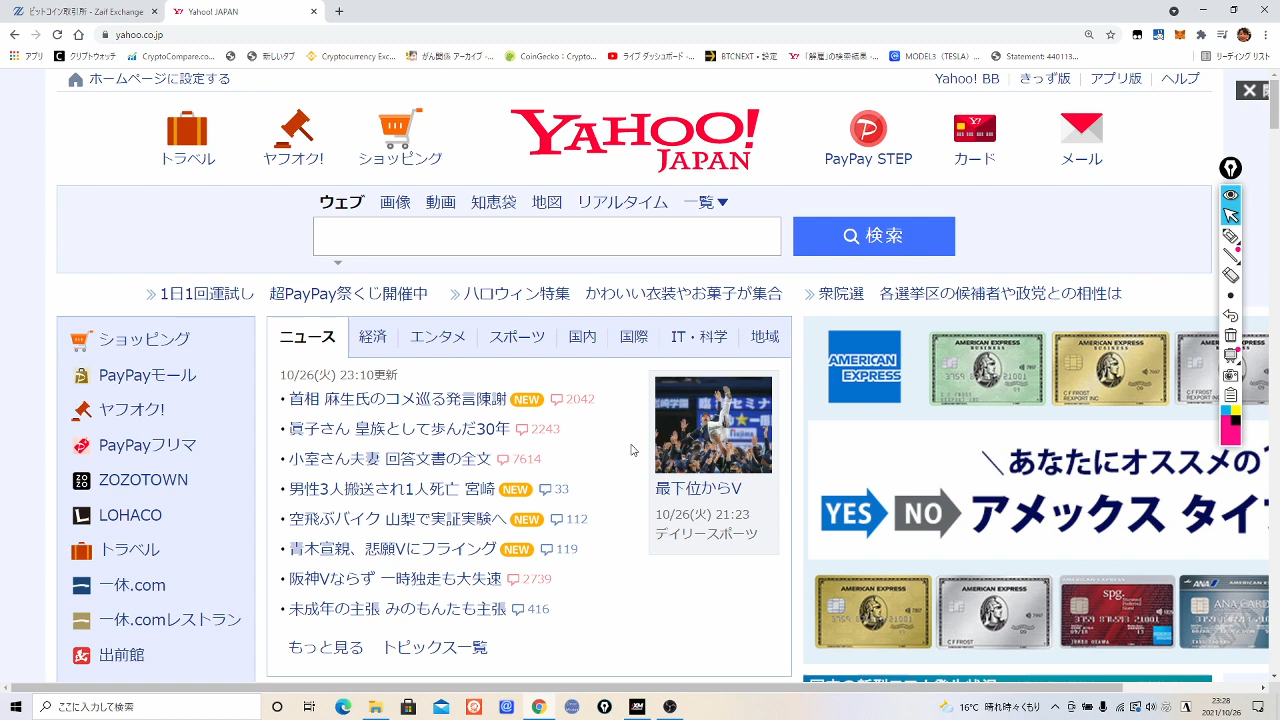 ビットコイン取引所 - Zaif Exchange
Yahoo! JAPAN
yahoo.co.jp
アプリ
クリプトストリート
CryptoCompare.co...
新しいタブ
Cryptocurrency Exc...
CoinGecko：Crypto...
ライブ ダッシュボード -...
BTCNEXT • 設定
MODEL3（TESLA）...
Statement 440113...
リーディング リスト
ホームページに設定する
Yahoo! BB
きっず版
アプリ版
ヘルプ
トラベル
ヤフオク!
ショッピング
YAHOO!
JAPAN
PayPay STEP
カード
メール
ウェブ 画像 動画 知恵袋 地図 リアルタイム 一覧▼
検索
1日1回運試し 超PayPay祭くじ開催中
ハロウィン特集 かわいい衣装やお菓子が集合
衆院選 各選挙区の候補者や政党との相性は
ショッピング
PayPayモール
ヤフオク!
PayPayフリマ
ZOZOTOWN
LOHACO
トラベル
一休.com
一休.comレストラン
出前館
ニュース 経済 エンタメ スポーツ 国内 国際 IT・科学 地域
10/26(火) 23:10更新
首相 麻生氏のコメ巡る発言陳謝 NEW 2042
眞子さん 皇族として歩んだ30年 2243
小室さん夫妻 回答文書の全文 7614
男性3人搬送され1人死亡 宮崎 NEW 33
空飛ぶバイク 山梨で実証実験へ NEW 112
青木宣親、悲願Vにフライング NEW 119
阪神Vならず 一時独走も大失速 2739
未成年の主張 みのもんたも主張 416
もっと見る トピックス一覧
最下位からV
10/26(火) 21:23
デイリースポーツ
AMERICAN
EXPRESS
AMERICAN EXPRESS
BUSINESS
AMERICAN EXPRESS
BUSINESS
＼あなたにオススメの
YES NO アメックス タイ
AMERICAN EXPRESS
AMERICAN EXPRESS
C F FROST
spg.
ANA CARD
ここに入力して検索
16°C 晴れ時々くもり
23:28
2021/10/26